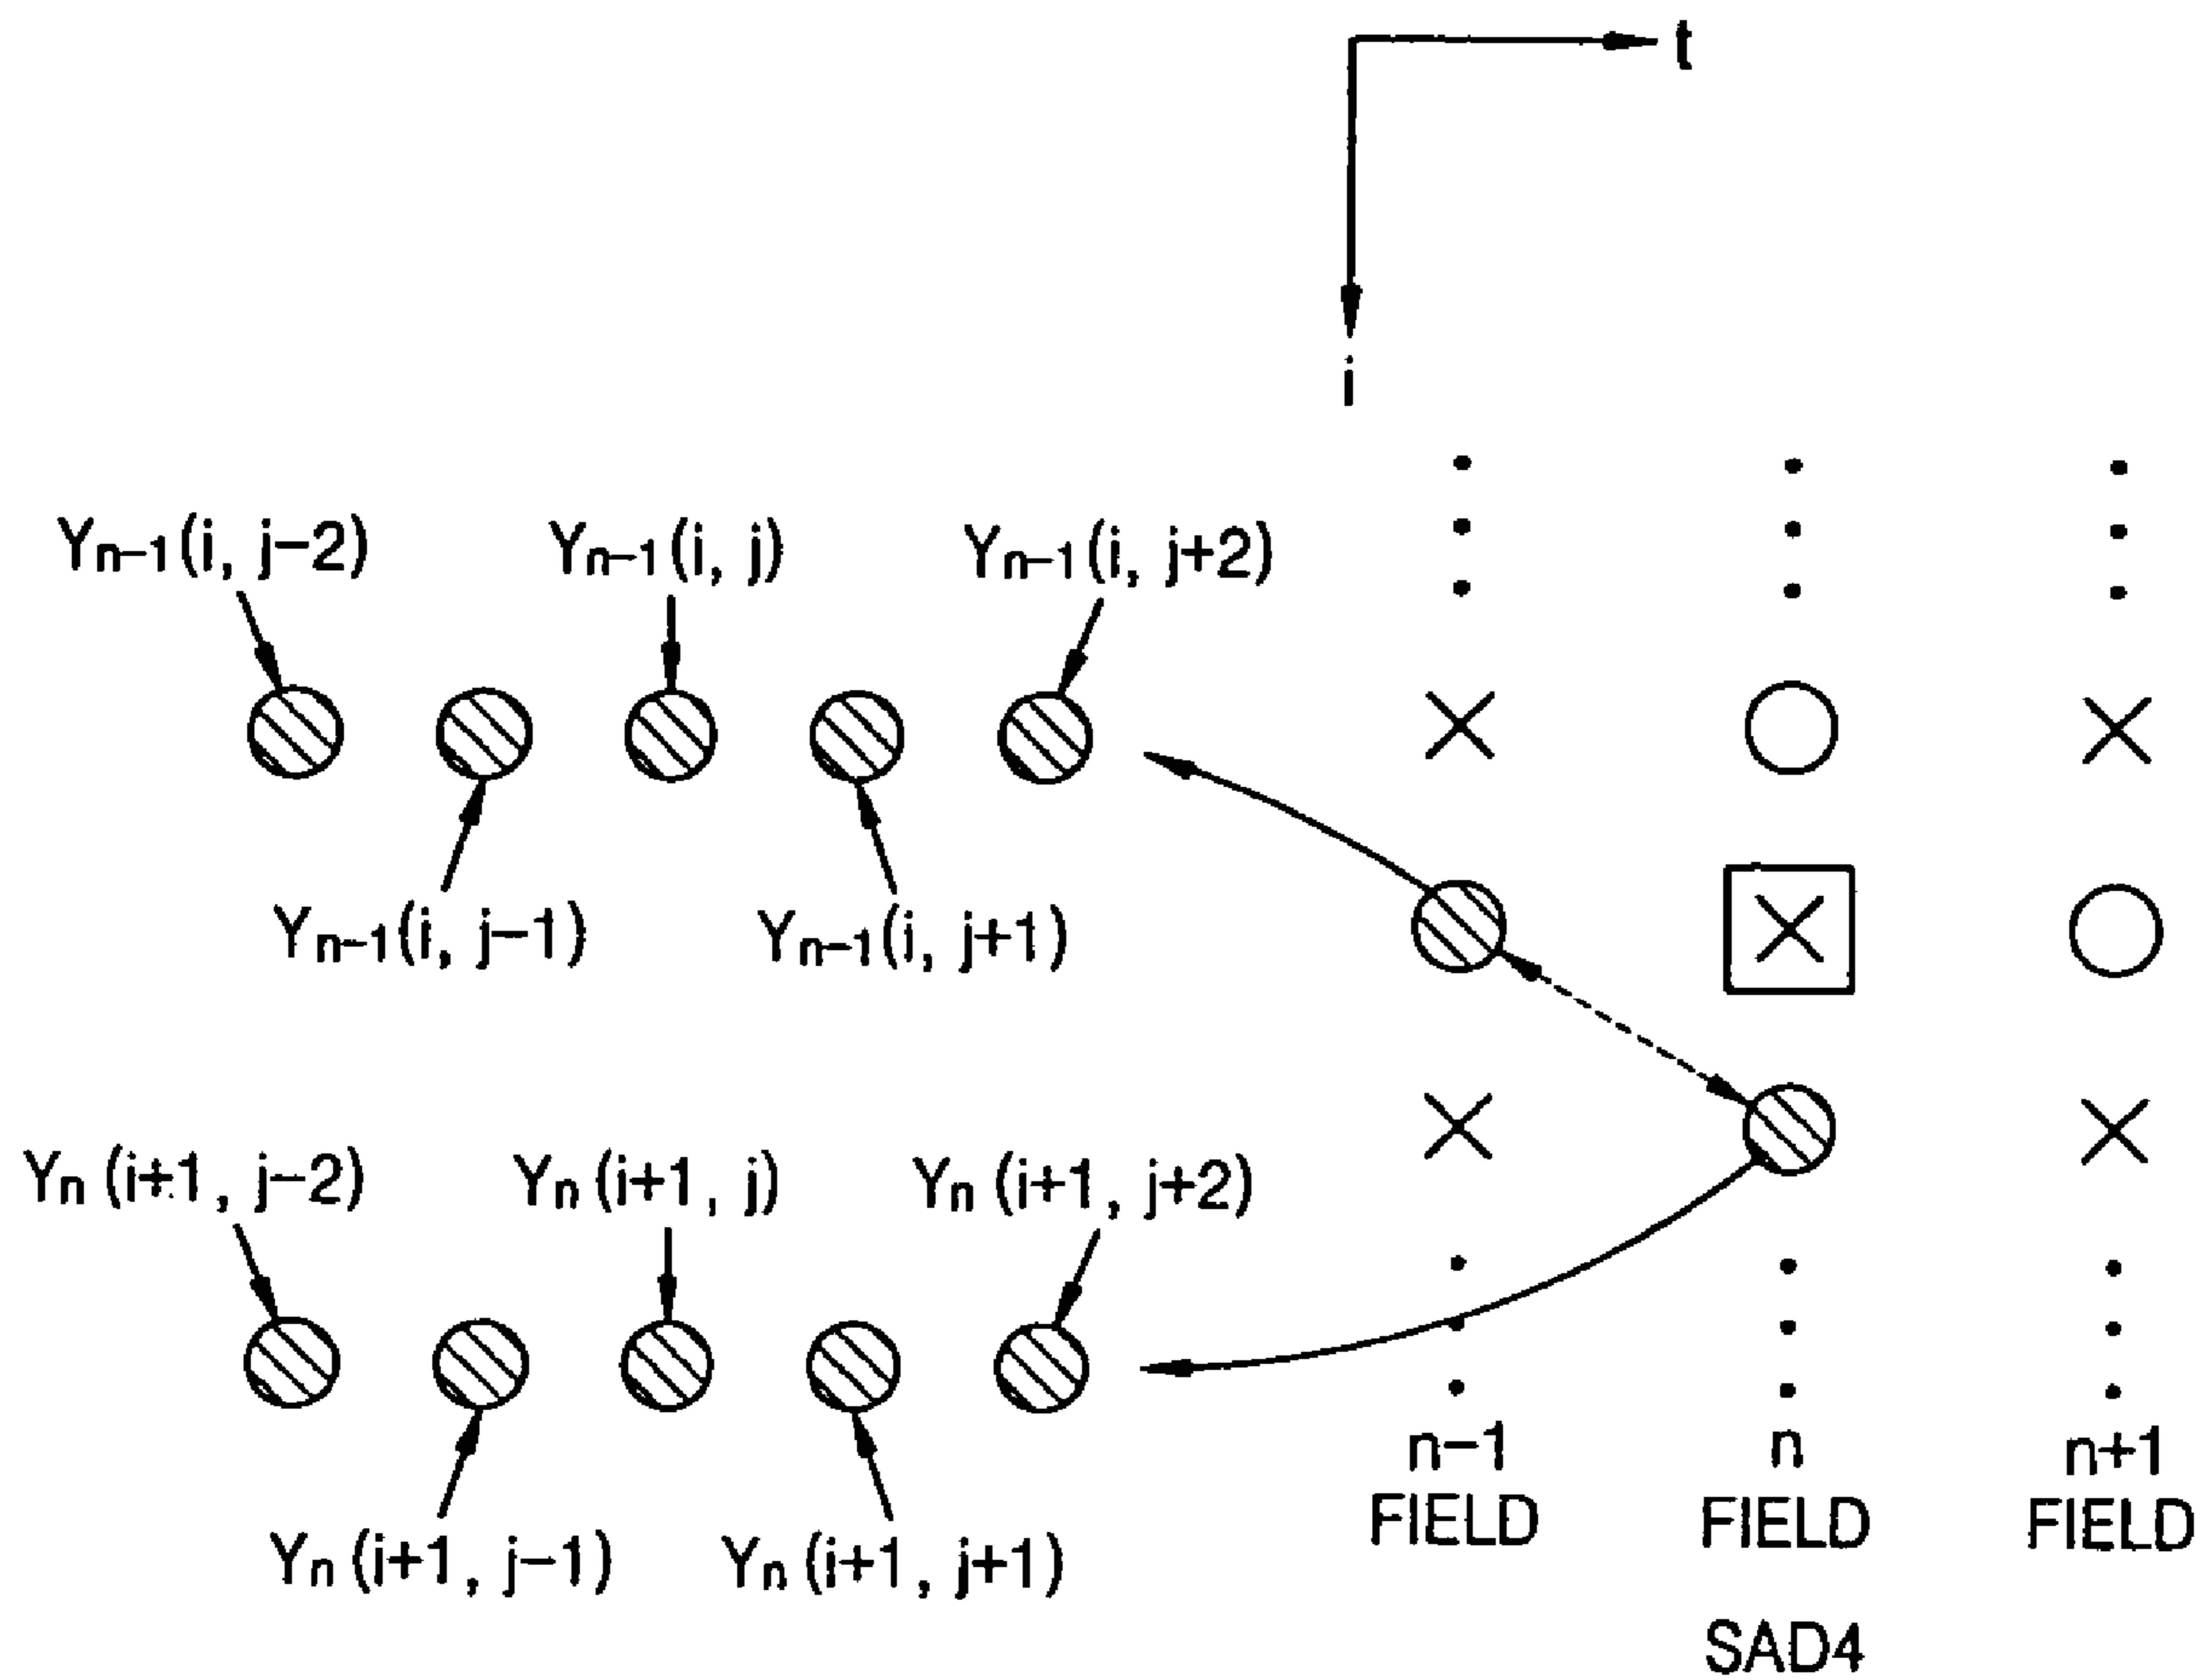 t
i
Yn−1(i, j−2) Yn−1(i, j) Yn−1(i, j+2)
Yn−1(i, j−1) Yn−1(i, j+1)
Yn(i+1, j−2) Yn(i+1, j) Yn(i+1, j+2)
Yn(i+1, j−1) Yn(i+1, j+1)
n−1 n n+1
FIELD FIELD FIELD
SAD4